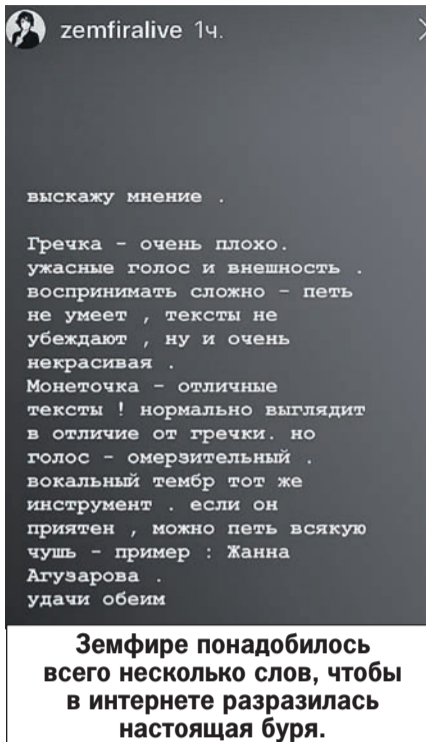 zemfiralive 1ч.
выскажу мнение .
Гречка - очень плохо.
ужасные голос и внешность .
воспринимать сложно - петь
не умеет , тексты не
убеждают , ну и очень
некрасивая .
Монеточка - отличные
тексты ! нормально выглядит
в отличие от гречки. но
голос - омерзительный .
вокальный тембр тот же
инструмент . если он
приятен , можно петь всякую
чушь - пример : Жанна
Агузарова .
удачи обеим
Земфире понадобилось
всего несколько слов, чтобы
в интернете разразилась
настоящая буря.